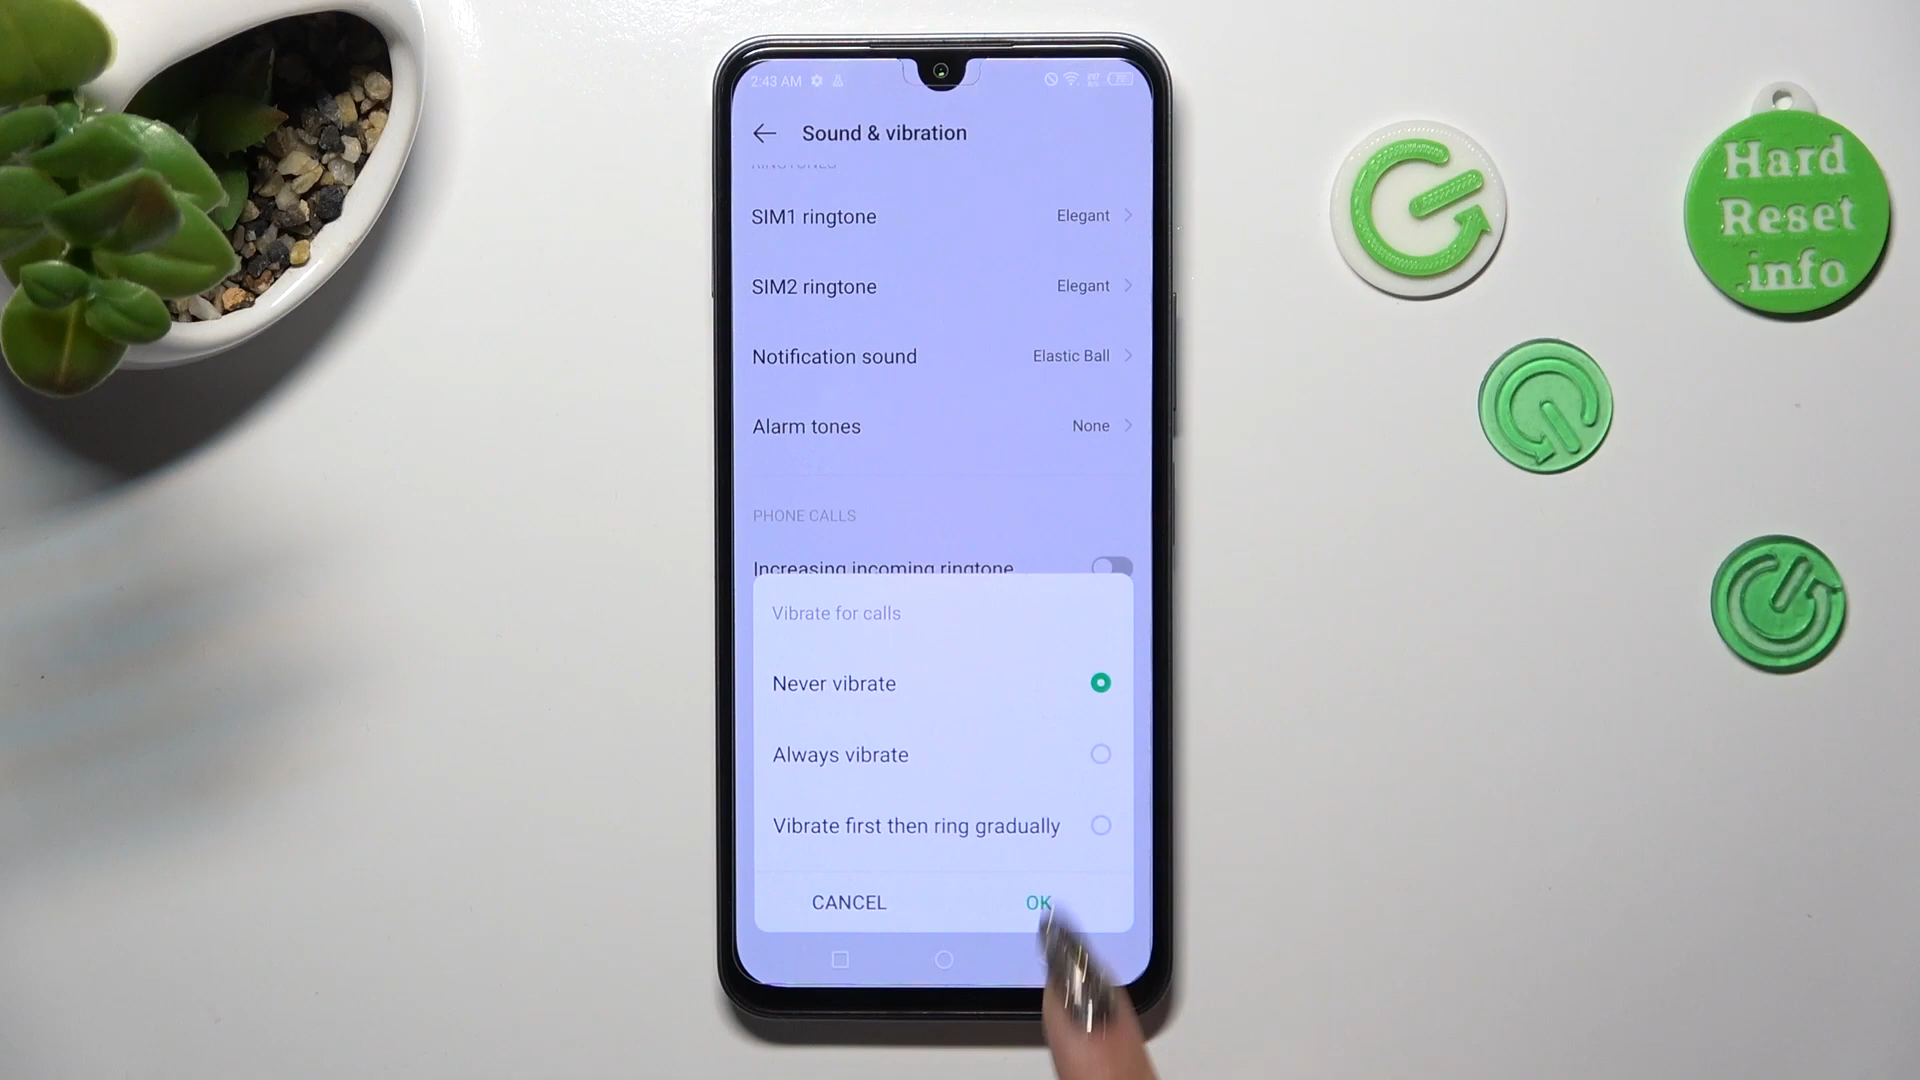 2:43 AM
Sound & vibration
RINGTONES
SIM1 ringtone
Elegant
SIM2 ringtone
Elegant
Notification sound
Elastic Ball
Alarm tones
None
PHONE CALLS
Increasing incoming ringtone
Vibrate for calls
Never vibrate
Always vibrate
Vibrate first then ring gradually
CANCEL
OK
Hard
Reset
.info